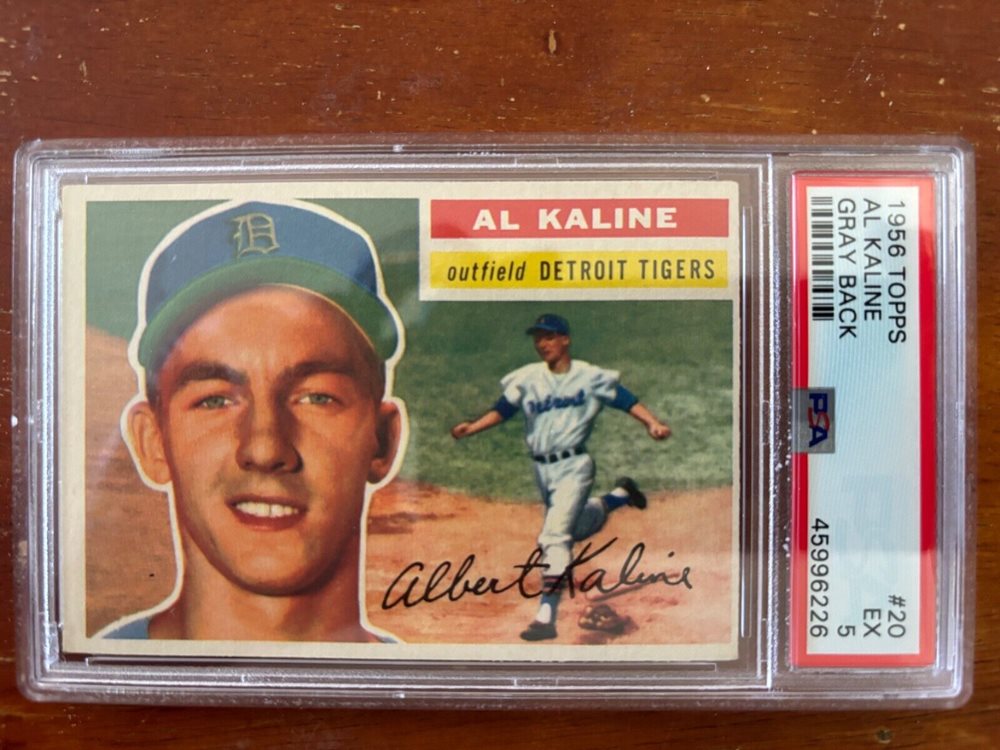 AL KALINE
outfield DETROIT TIGERS
Detroit
Albert Kaline
D
1956 TOPPS
AL KALINE
GRAY BACK
PSA
#20
EX
5
45996226